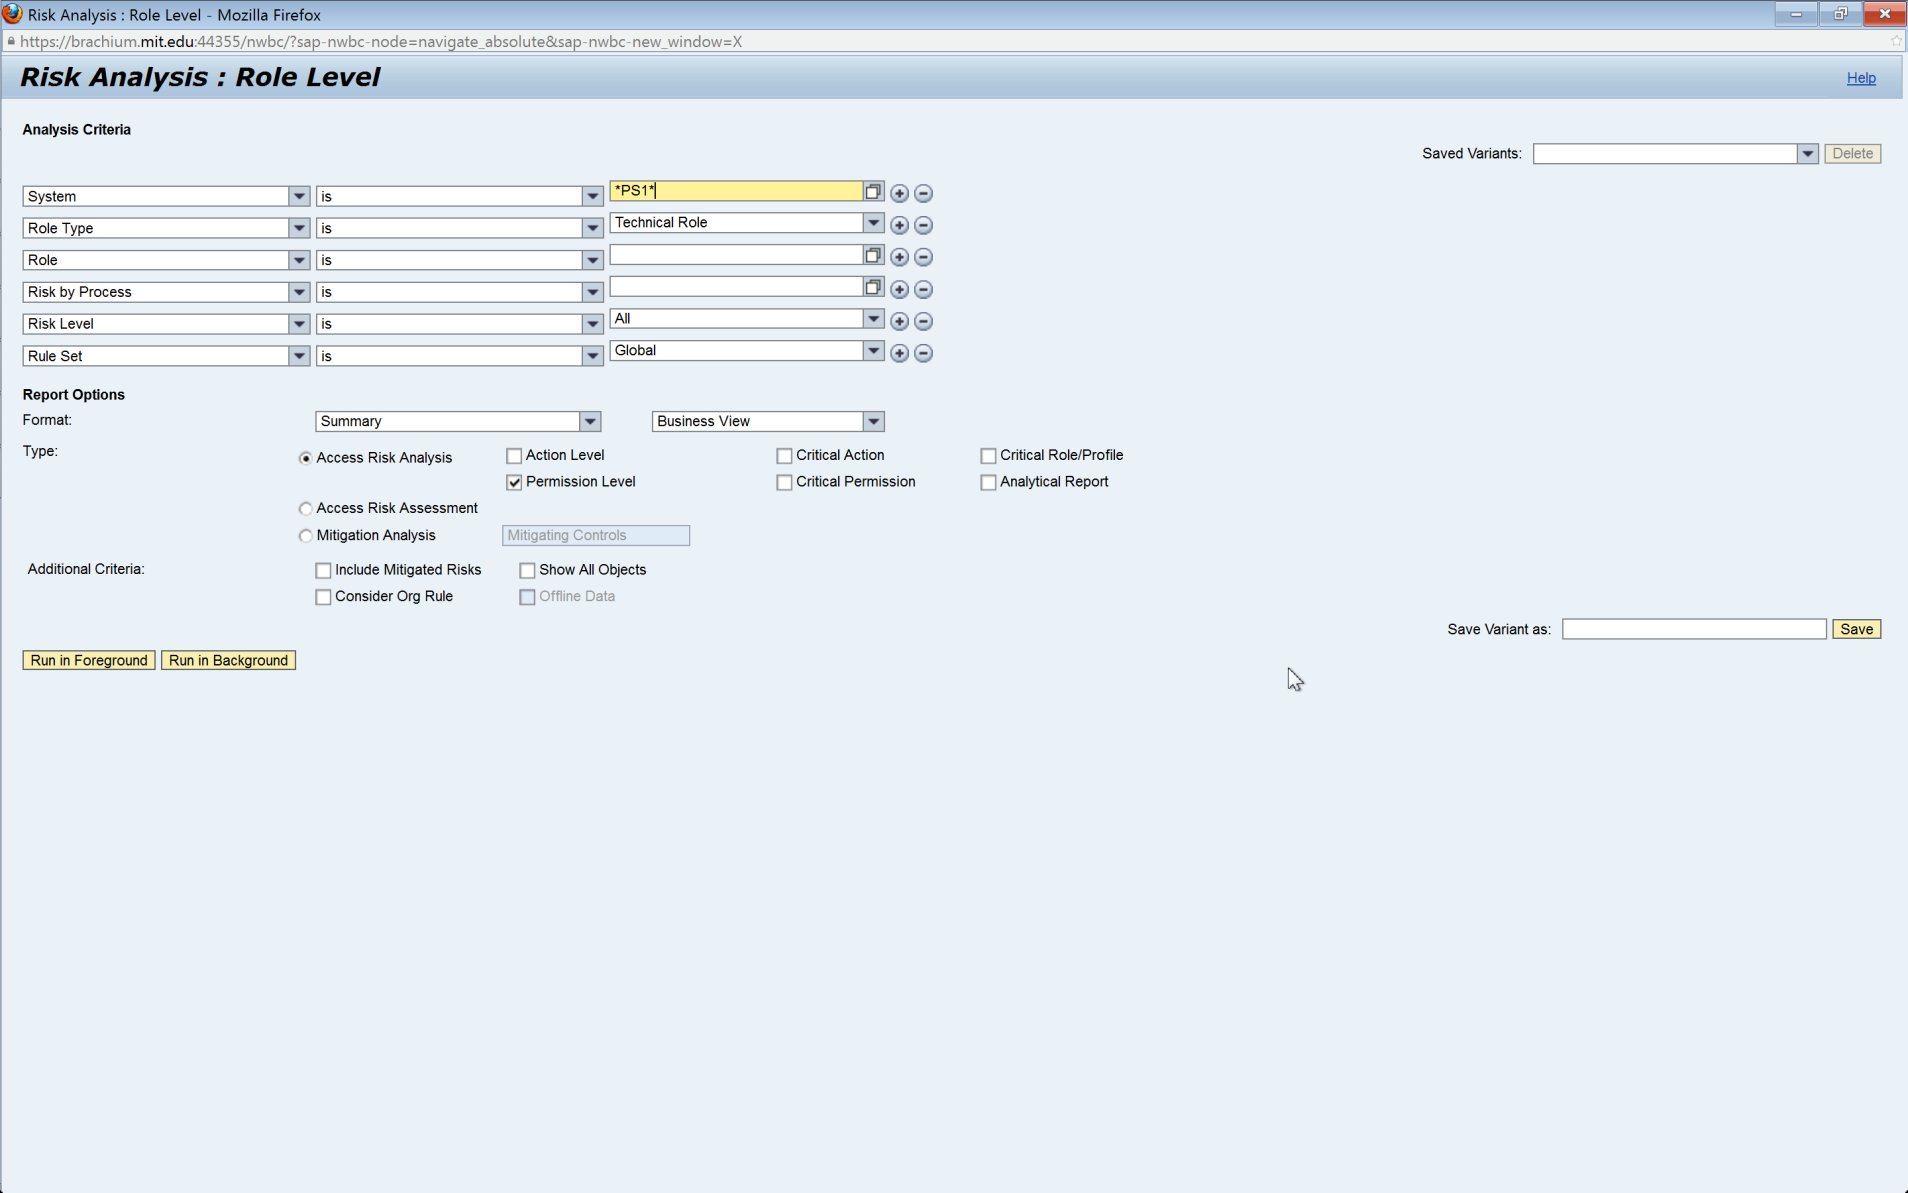 Risk Analysis : Role Level - Mozilla Firefox
https://brachium.mit.edu:44355/nwbc/?sap-nwbc-node=navigate_absolute&sap-nwbc-new_window=X
Risk Analysis : Role Level
Help
Analysis Criteria
Saved Variants:
Delete
System is *PS1*
Role Type is Technical Role
Role is
Risk by Process is
Risk Level is All
Rule Set is Global
Report Options
Format: Summary Business View
Type: Access Risk Analysis Action Level Critical Action Critical Role/Profile
Permission Level Critical Permission Analytical Report
Access Risk Assessment
Mitigation Analysis Mitigating Controls
Additional Criteria: Include Mitigated Risks Show All Objects
Consider Org Rule Offline Data
Save Variant as: Save
Run in Foreground Run in Background